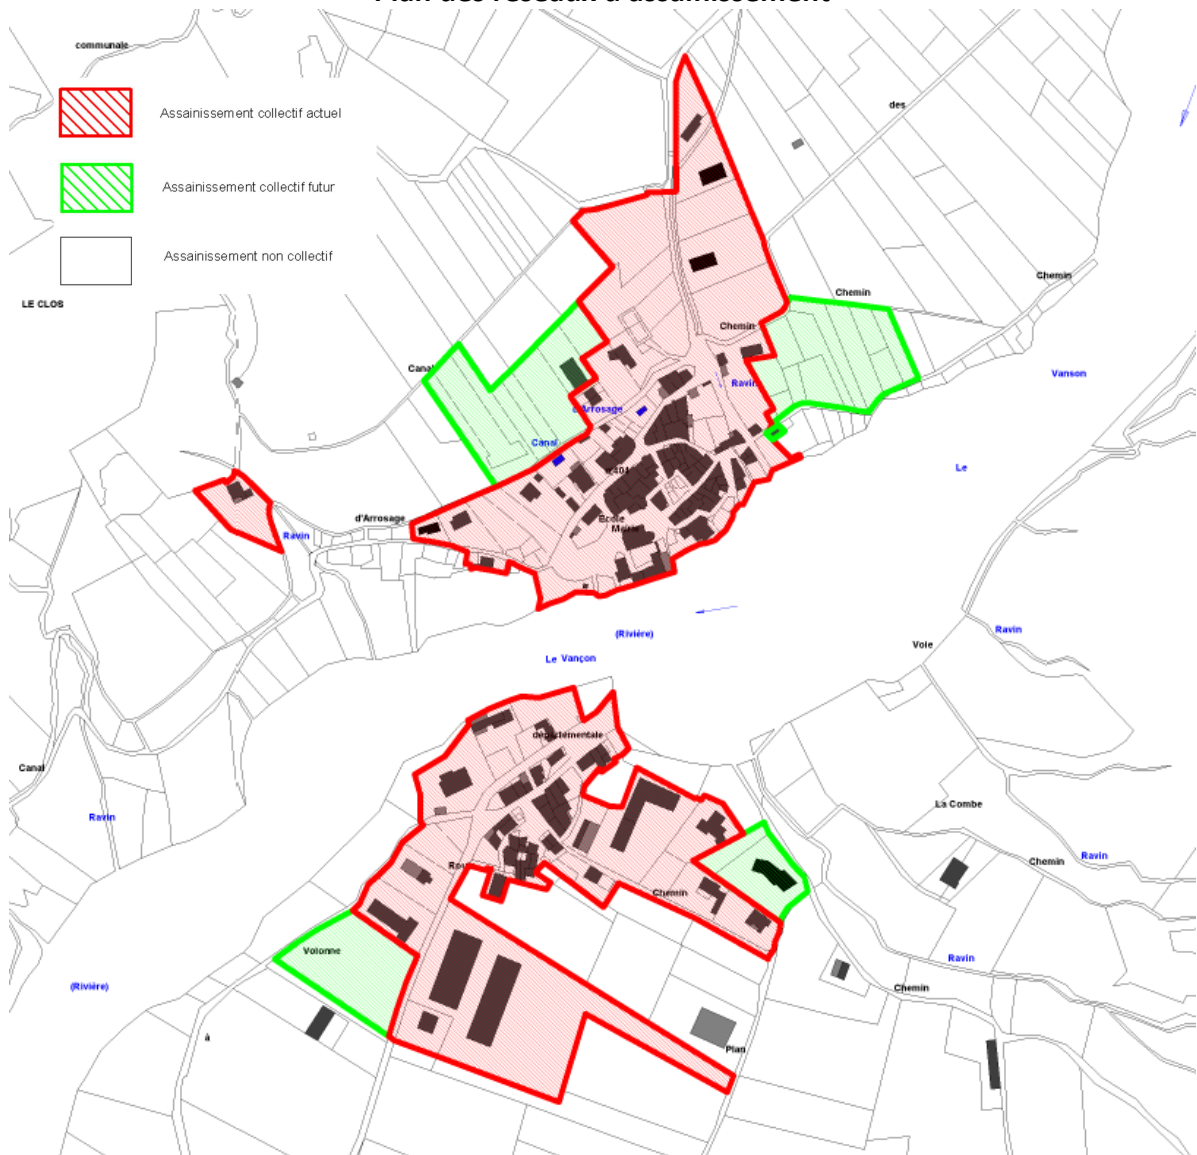 communale
des
Assainissement collectif actuel
Assainissement collectif futur
Assainissement non collectif
LE CLOS
Chemin
Chemin
Chemin
Canal
Vanson
Ravin
d'Arrosage
Canal
Le
d'Arrosage
Ecole
Mairie
Ravin
Ravin
(Rivière)
Voie
Le Vançon
départementale
Canal
La Combe
Ravin
Ravin
Chemin
Chemin
Volonne
Ravin
(Rivière)
Chemin
à
Plan